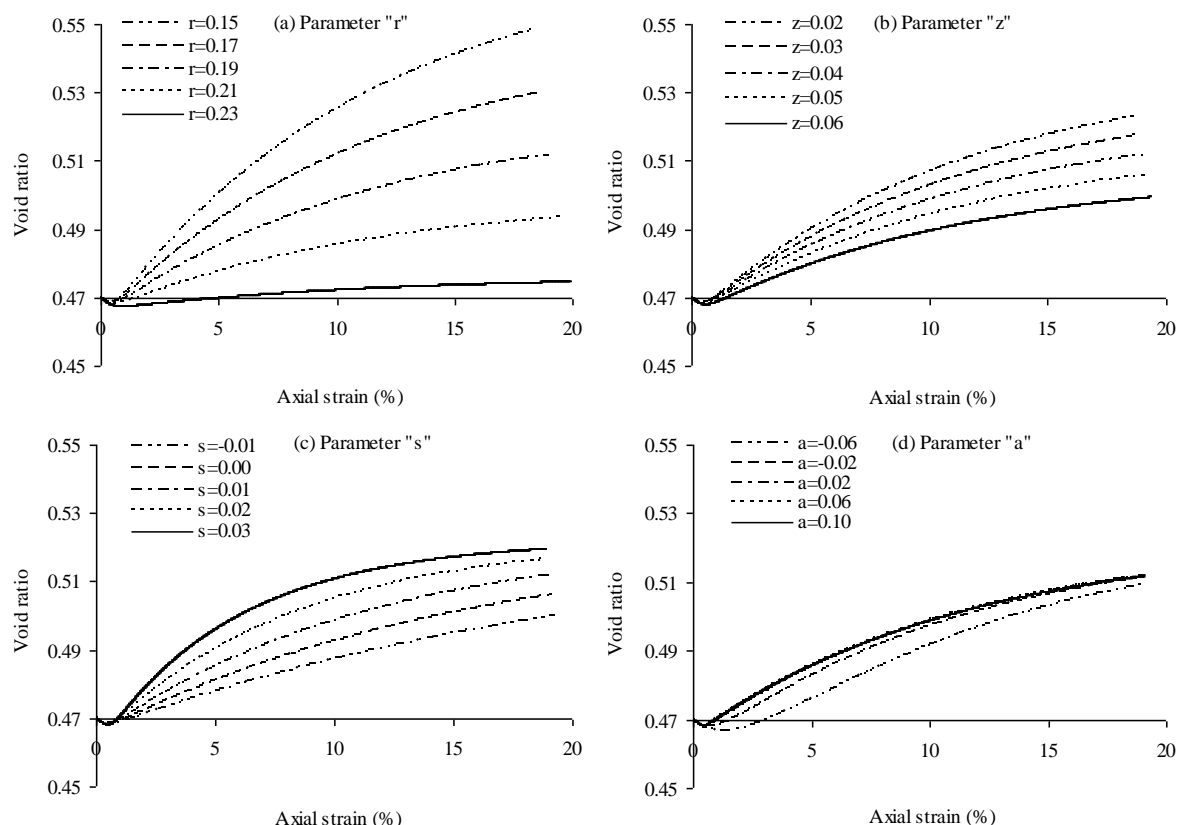 (a) Parameter "r"
r=0.15
r=0.17
r=0.19
r=0.21
r=0.23
0.55
0.53
0.51
0.49
0.47
0.45
Void ratio
0
5
10
15
20
Axial strain (%)
(b) Parameter "z"
z=0.02
z=0.03
z=0.04
z=0.05
z=0.06
0.55
0.53
0.51
0.49
0.47
0.45
Void ratio
0
5
10
15
20
Axial strain (%)
(c) Parameter "s"
s=-0.01
s=0.00
s=0.01
s=0.02
s=0.03
0.55
0.53
0.51
0.49
0.47
0.45
Void ratio
0
5
10
15
20
Axial strain (%)
(d) Parameter "a"
a=-0.06
a=-0.02
a=0.02
a=0.06
a=0.10
0.55
0.53
0.51
0.49
0.47
0.45
Void ratio
0
5
10
15
20
Axial strain (%)